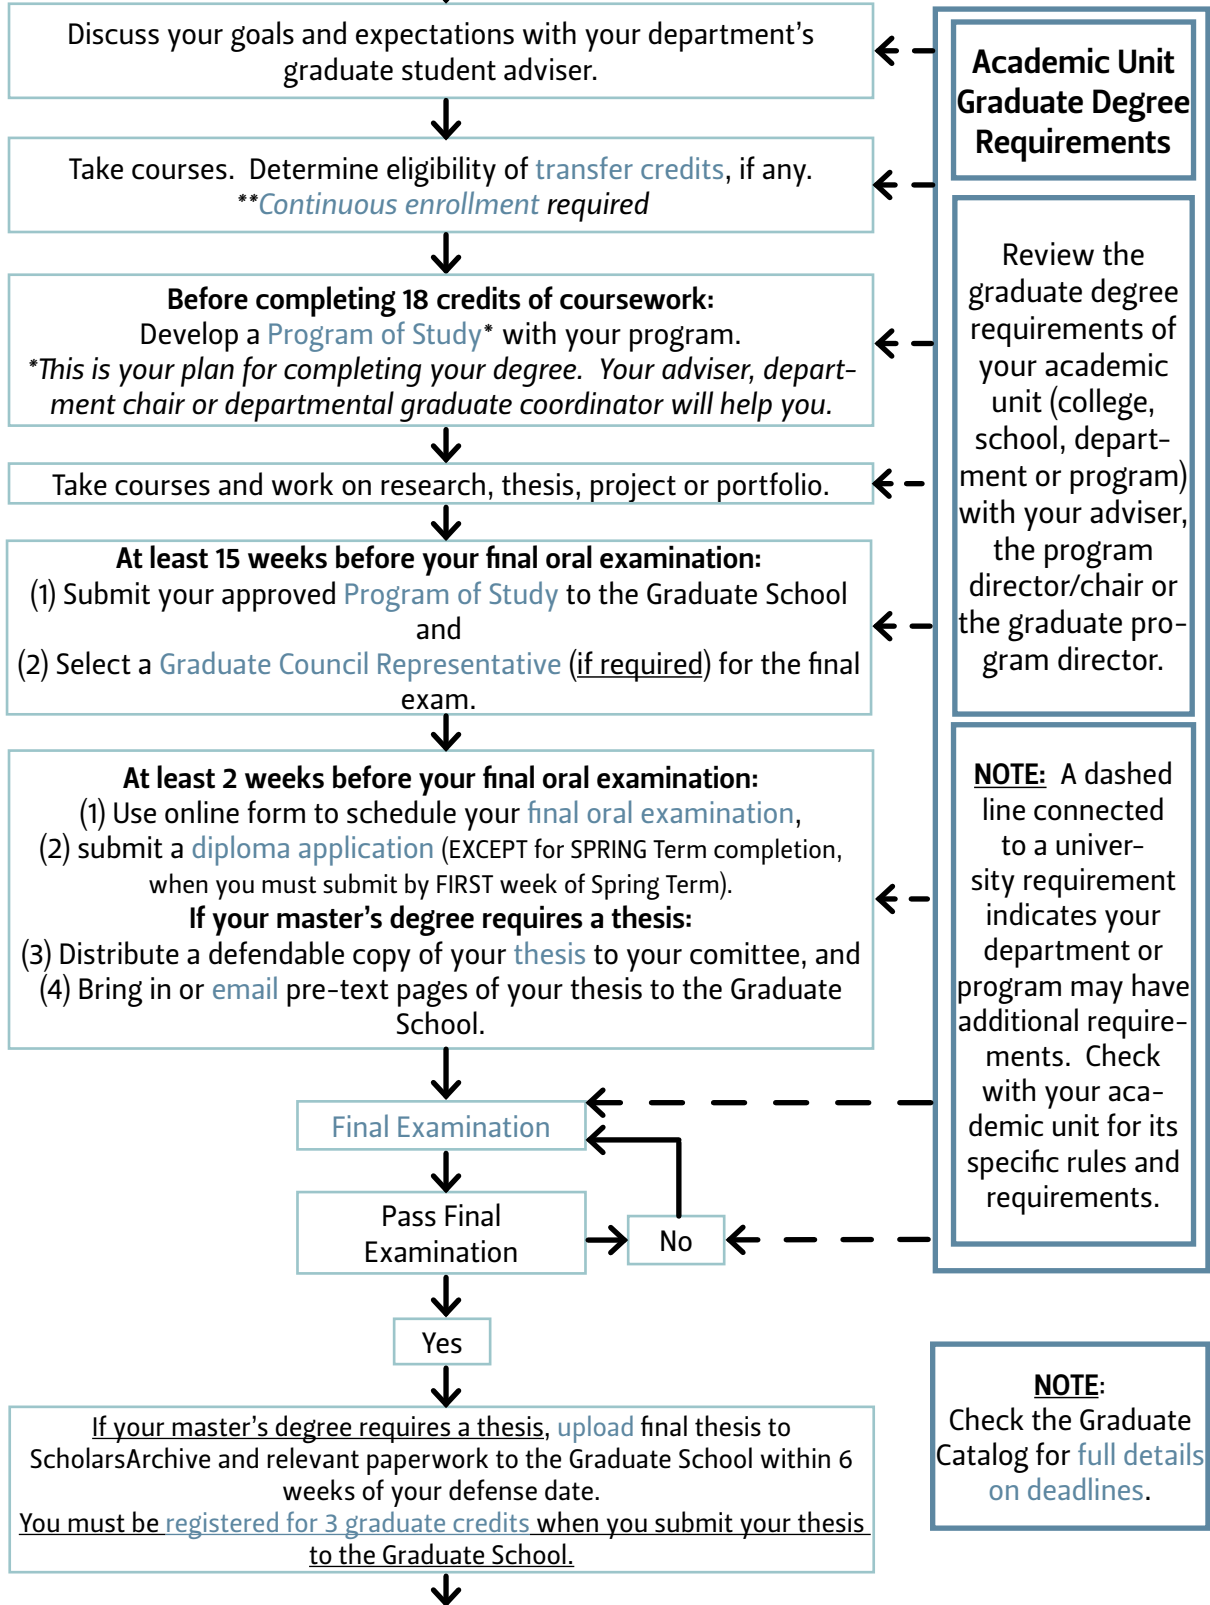 Discuss your goals and expectations with your department’s
graduate student adviser.
Take courses.  Determine eligibility of transfer credits, if any.
**Continuous enrollment required
Before completing 18 credits of coursework:
Develop a Program of Study* with your program.
*This is your plan for completing your degree.  Your adviser, depart-
ment chair or departmental graduate coordinator will help you.
Take courses and work on research, thesis, project or portfolio.
At least 15 weeks before your final oral examination:
(1) Submit your approved Program of Study to the Graduate School
and
(2) Select a Graduate Council Representative (if required) for the final
exam.
At least 2 weeks before your final oral examination:
(1) Use online form to schedule your final oral examination,
(2) submit a diploma application (EXCEPT for SPRING Term completion,
when you must submit by FIRST week of Spring Term).
If your master’s degree requires a thesis:
(3) Distribute a defendable copy of your thesis to your comittee, and
(4) Bring in or email pre-text pages of your thesis to the Graduate
School.
Final Examination
Pass Final
Examination
No
Yes
If your master’s degree requires a thesis, upload final thesis to
ScholarsArchive and relevant paperwork to the Graduate School within 6
weeks of your defense date.
You must be registered for 3 graduate credits when you submit your thesis
to the Graduate School.
Academic Unit
Graduate Degree
Requirements
Review the
graduate degree
requirements of
your academic
unit (college,
school, depart-
ment or program)
with your adviser,
the program
director/chair or
the graduate pro-
gram director.
NOTE:  A dashed
line connected
to a univer-
sity requirement
indicates your
department or
program may have
additional require-
ments.  Check
with your aca-
demic unit for its
specific rules and
requirements.
NOTE:
Check the Graduate
Catalog for full details
on deadlines.